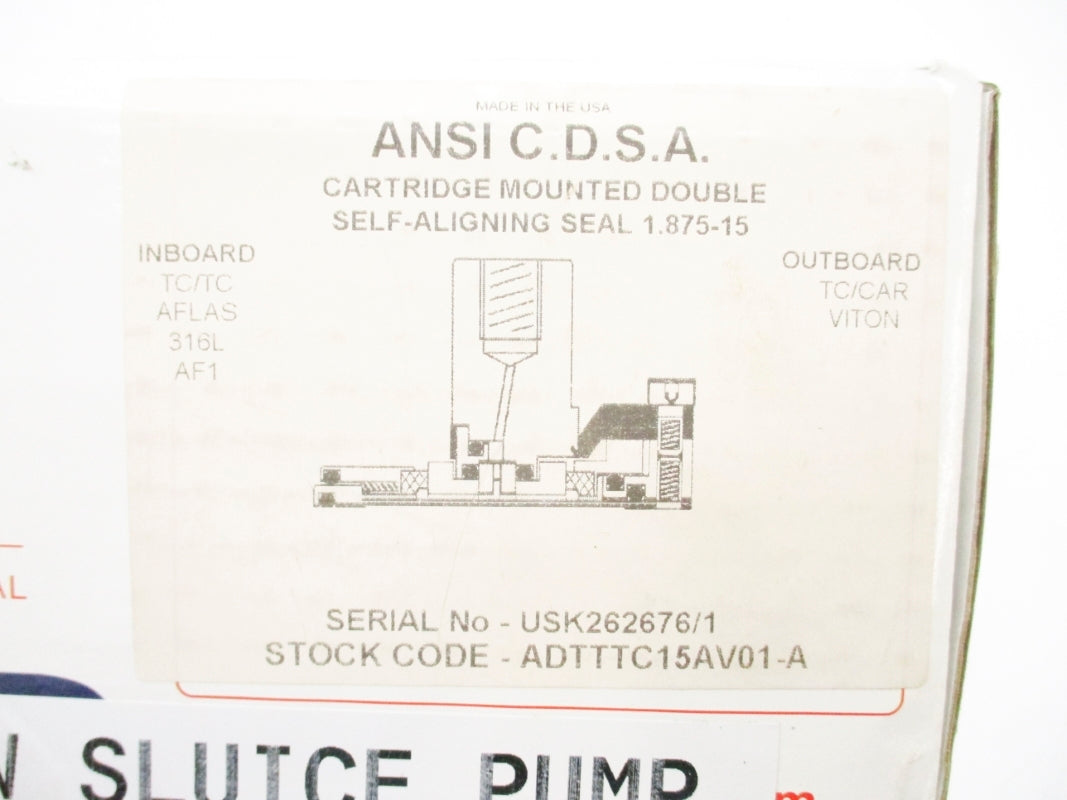 MADE IN THE USA
ANSI C.D.S.A.
CARTRIDGE MOUNTED DOUBLE
SELF-ALIGNING SEAL 1.875-15
INBOARD
TC/TC
AFLAS
316L
AF1
OUTBOARD
TC/CAR
VITON
SERIAL No - USK262676/1
STOCK CODE - ADTTTC15AV01-A
SLUICE PUMP